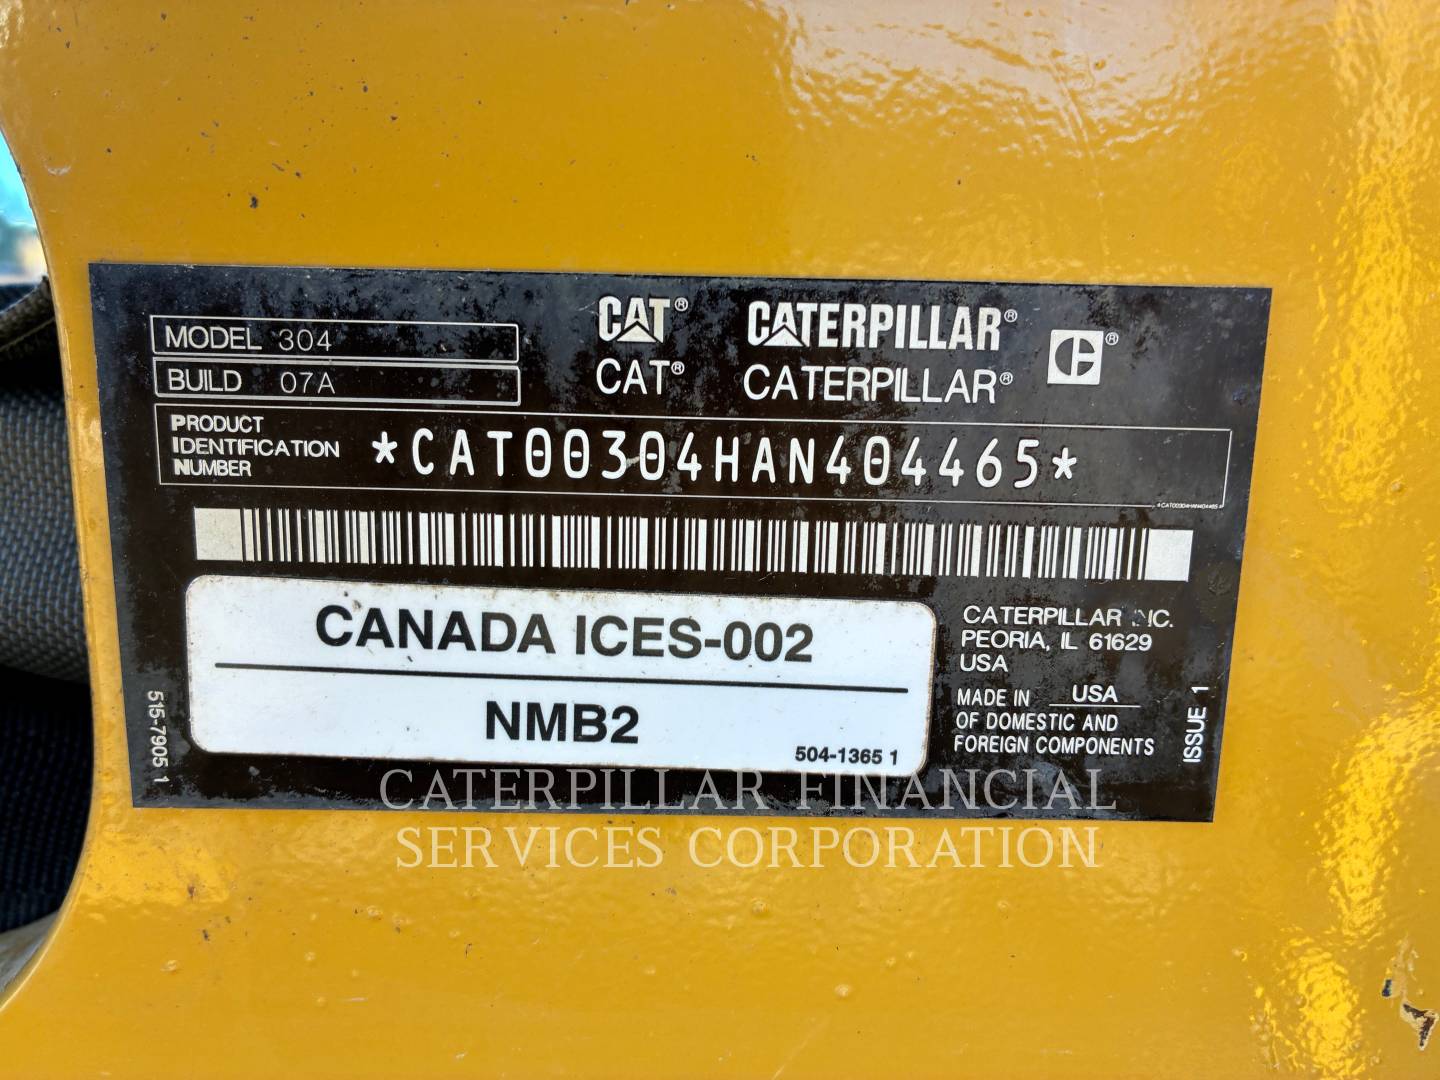 MODEL 304
BUILD 07A
CAT® CATERPILLAR®
CAT® CATERPILLAR®
C ®
PRODUCT
IDENTIFICATION
NUMBER
*CAT00304HAN404465*
*CAT00304HAN404465*
CANADA ICES-002
NMB2
504-1365 1
515-7905 1
CATERPILLAR INC.
PEORIA, IL 61629
USA
MADE IN USA
OF DOMESTIC AND
FOREIGN COMPONENTS
ISSUE 1
CATERPILLAR FINANCIAL
SERVICES CORPORATION